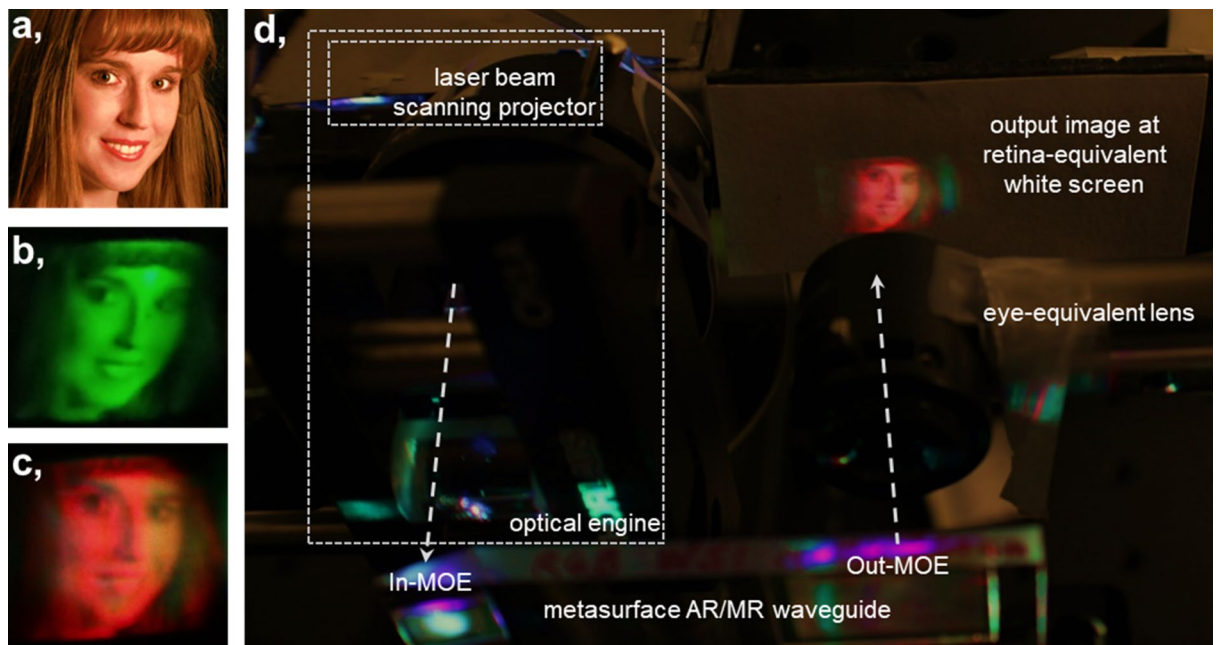 a,
b,
c,
d,
laser beam
scanning projector
output image at
retina-equivalent
white screen
eye-equivalent lens
optical engine
In-MOE
Out-MOE
metasurface AR/MR waveguide